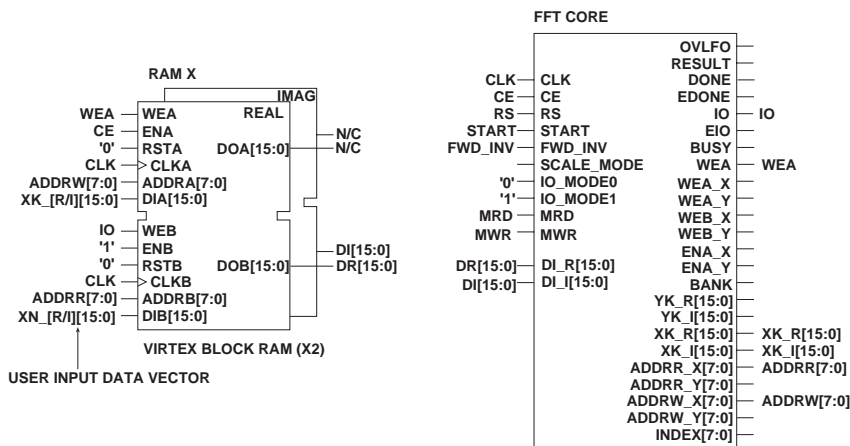 RAM X
IMAG
REAL
WEA WEA
CE ENA
'0' RSTA DOA[15:0] N/C
N/C
CLK CLKA
ADDRW[7:0] ADDRA[7:0]
XK_[R/I][15:0] DIA[15:0]
IO WEB
'1' ENB DI[15:0]
'0' RSTB DOB[15:0] DR[15:0]
CLK CLKB
ADDRR[7:0] ADDRB[7:0]
XN_[R/I][15:0] DIB[15:0]
VIRTEX BLOCK RAM (X2)
USER INPUT DATA VECTOR
FFT CORE
OVLFO
RESULT
CLK CLK DONE
CE CE EDONE
RS RS IO IO
START START EIO
FWD_INV FWD_INV BUSY
SCALE_MODE WEA WEA
'0' IO_MODE0 WEA_X
'1' IO_MODE1 WEA_Y
MRD MRD WEB_X
MWR MWR WEB_Y
ENA_X
DR[15:0] DI_R[15:0] ENA_Y
DI[15:0] DI_I[15:0] BANK
YK_R[15:0]
YK_I[15:0]
XK_R[15:0] XK_R[15:0]
XK_I[15:0] XK_I[15:0]
ADDRR_X[7:0] ADDRR[7:0]
ADDRR_Y[7:0]
ADDRW_X[7:0] ADDRW[7:0]
ADDRW_Y[7:0]
INDEX[7:0]